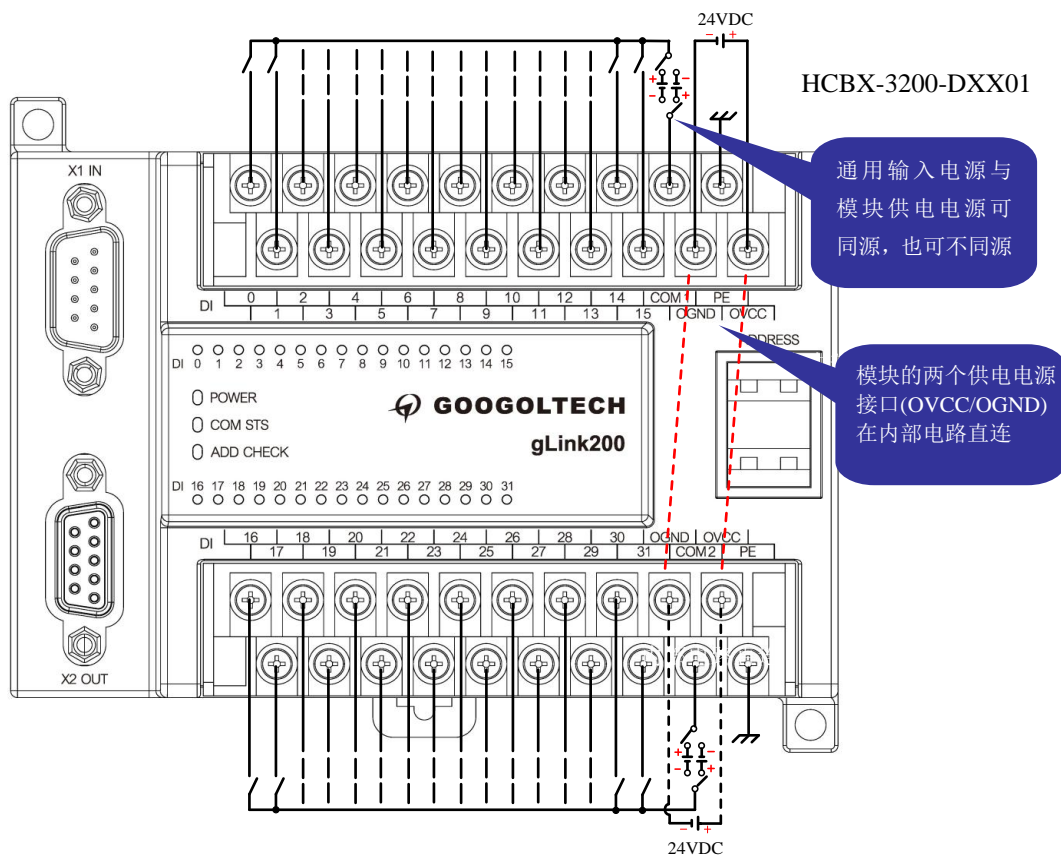 24VDC
- +
HCBX-3200-DXX01
+ -
- +
通用输入电源与
模块供电电源可
同源，也可不同源
X1 IN
DI 0 2 4 6 8 10 12 14 COM 1 PE
1 3 5 7 9 11 13 15 OGND OVCC
DI 0 1 2 3 4 5 6 7 8 9 10 11 12 13 14 15
POWER
COM STS
ADD CHECK
GOOGOLTECH
gLink200
DDRESS
模块的两个供电电源
接口(OVCC/OGND)
在内部电路直连
DI 16 17 18 19 20 21 22 23 24 25 26 27 28 29 30 31
DI 16 18 20 22 24 26 28 30 OGND OVCC
17 19 21 23 25 27 29 31 COM2 PE
X2 OUT
+ -
- +
- +
24VDC